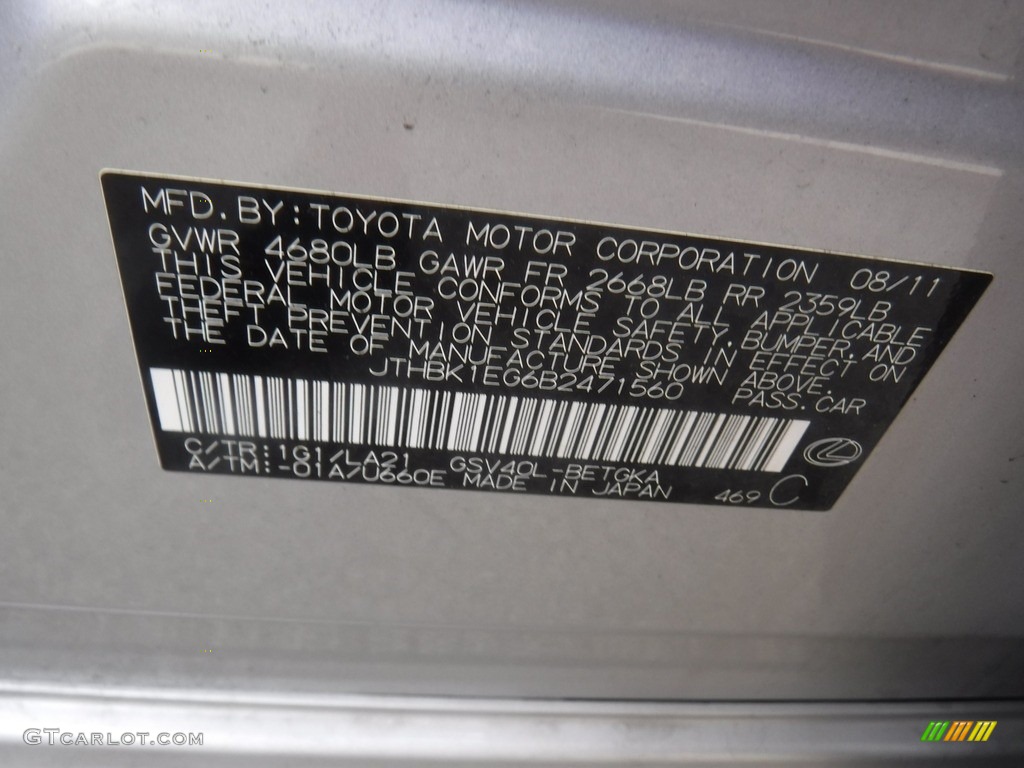 MFD. BY: TOYOTA MOTOR CORPORATION 08/11
GVWR 4680LB GAWR FR 2668LB RR 2359LB
THIS VEHICLE CONFORMS TO ALL APPLICABLE
FEDERAL MOTOR VEHICLE SAFETY, BUMPER, AND
THEFT PREVENTION STANDARDS IN EFFECT ON
THE DATE OF MANUFACTURE SHOWN ABOVE.
JTHBK1EG6B2471560 PASS. CAR
C/TR: 1G1/LA21 GSV40L-BETGKA
A/TM: -01A/U660E MADE IN JAPAN 469 C
GTCARLOT.COM